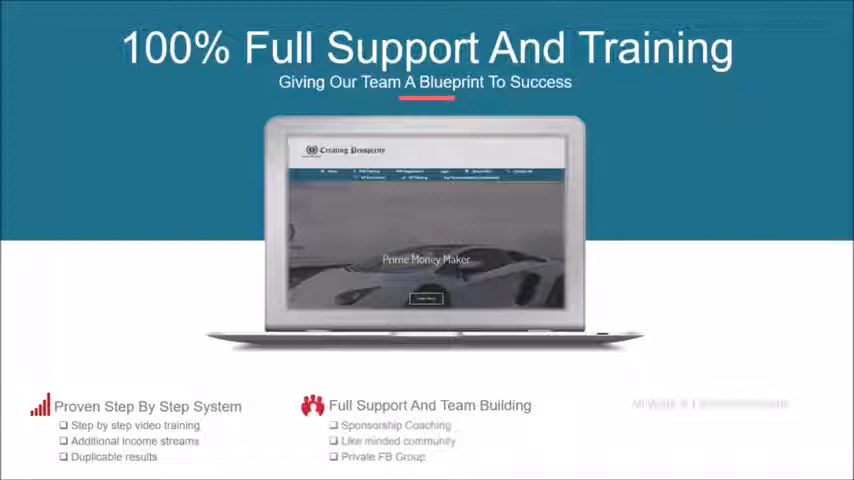 100% Full Support And Training
Giving Our Team A Blueprint To Success
Creating Prosperity
Prime Money Maker
Proven Step By Step System
❑ Step by step video training
❑ Additional income streams
❑ Duplicable results
Full Support And Team Building
❑ Sponsorship Coaching
❑ Like minded community
❑ Private FB Group